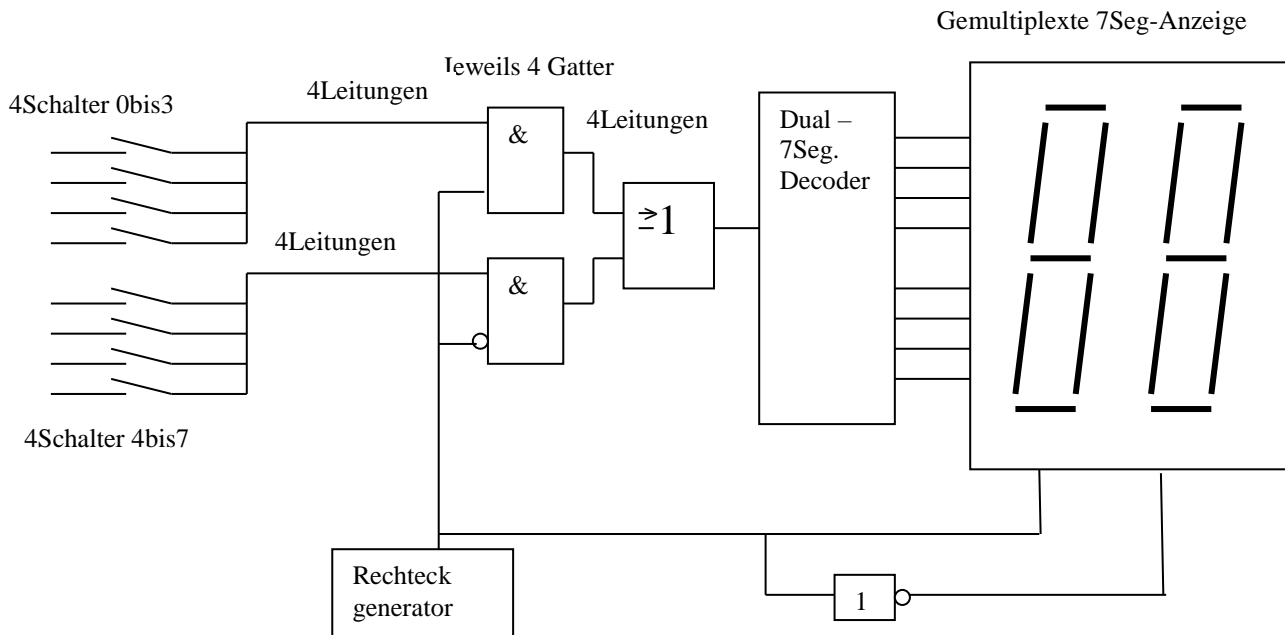 Gemultiplexte 7Seg-Anzeige
Jeweils 4 Gatter
4Leitungen
4Schalter 0bis3
&
4Leitungen
Dual –
7Seg.
Decoder
≥1
4Leitungen
&
4Schalter 4bis7
Rechteck
generator
1